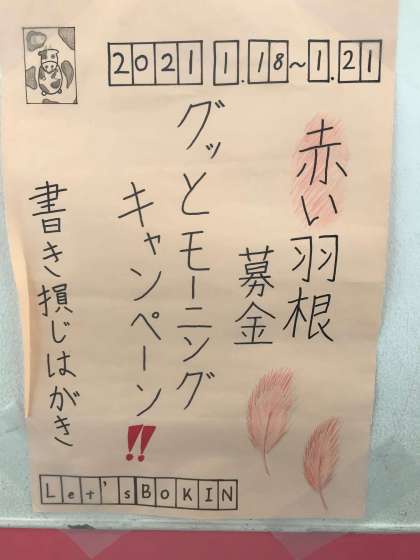 2021 1.18~1.21
赤い羽根
募金
グッとモーニング
キャンペーン!!
書き損じはがき
Let'sBOKIN